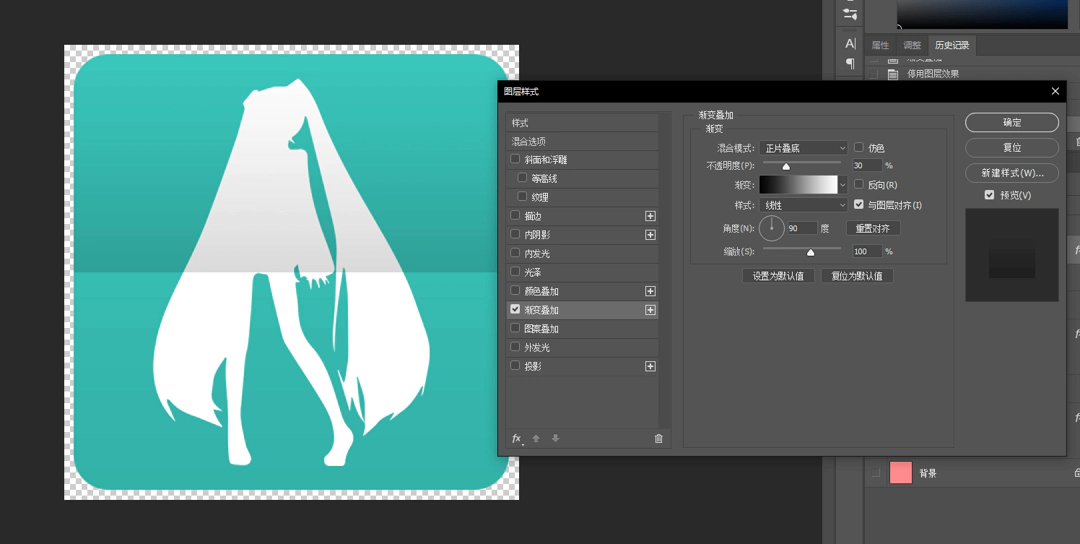 A|
属性 调整 历史记录
停用图层效果
图层样式
样式
混合选项
斜面和浮雕
等高线
纹理
描边
内阴影
内发光
光泽
颜色叠加
渐变叠加
图案叠加
外发光
投影
fx
渐变叠加
渐变
混合模式: 正片叠底 仿色
不透明度(P): 30 %
渐变: 反向(R)
样式: 线性 与图层对齐(I)
角度(N): 90 度 重置对齐
缩放(S): 100 %
设置为默认值 复位为默认值
确定
复位
新建样式(W)...
预览(V)
背景